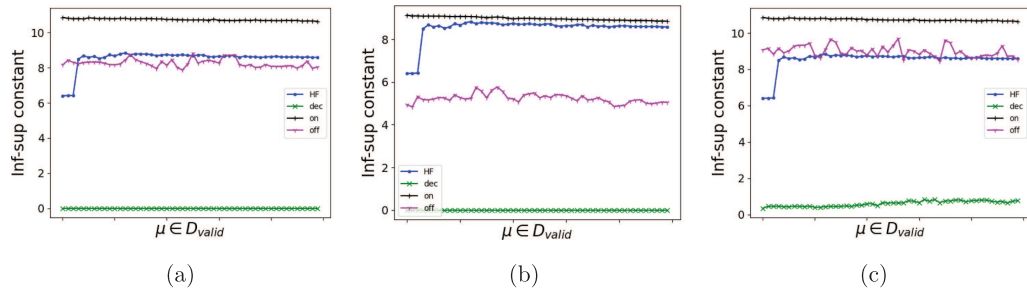 10
8
6
4
2
0
Inf-sup constant
HF
dec
on
off
μ ∈ D_valid
(a)
8
6
4
2
0
Inf-sup constant
HF
dec
on
off
μ ∈ D_valid
(b)
10
8
6
4
2
0
Inf-sup constant
HF
dec
on
off
μ ∈ D_valid
(c)